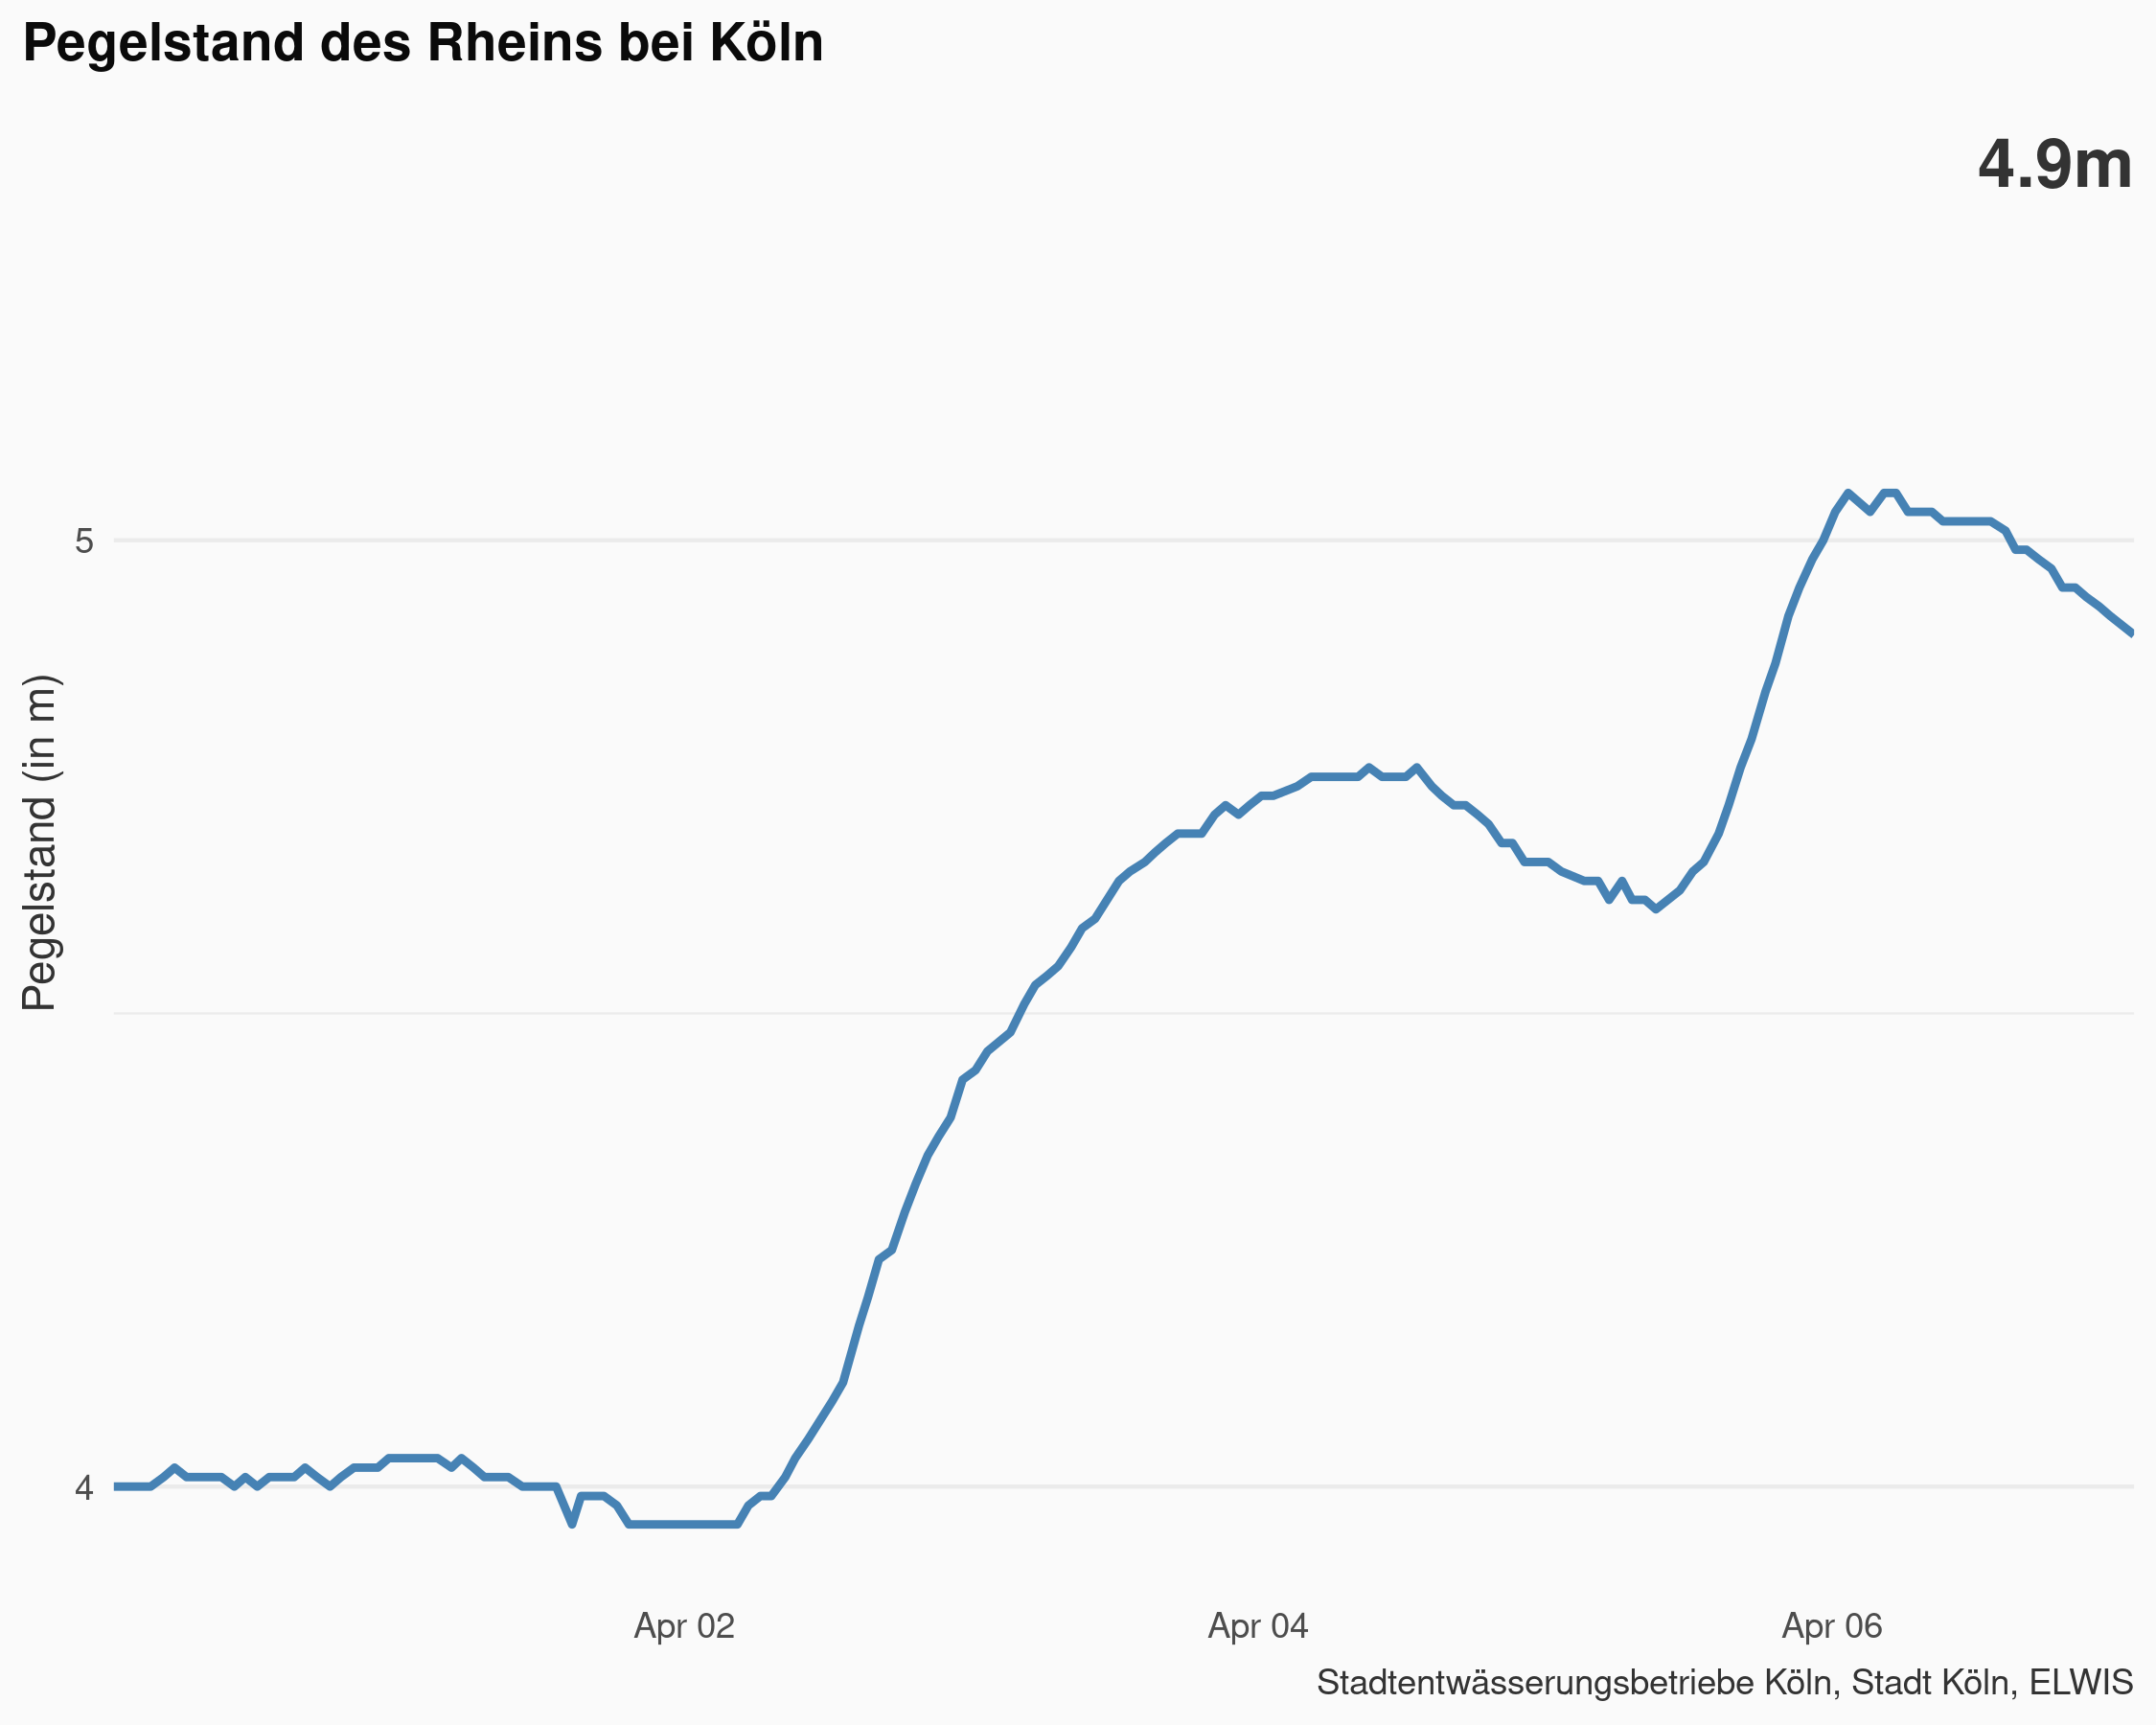 Pegelstand des Rheins bei Köln
4.9m
Pegelstand (in m)
5
4
Apr 02
Apr 04
Apr 06
Stadtentwässerungsbetriebe Köln, Stadt Köln, ELWIS